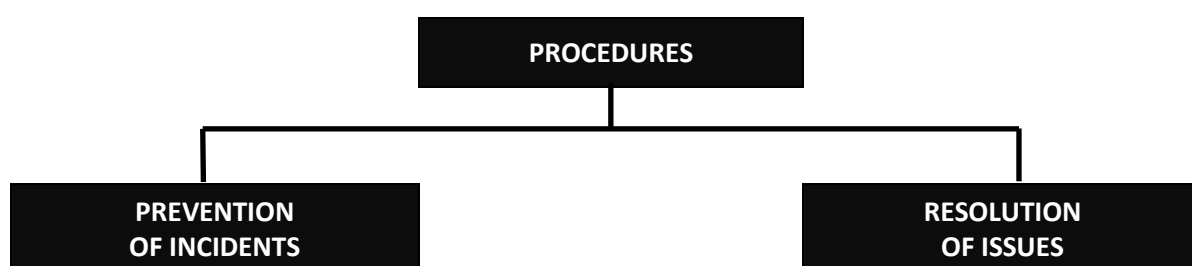 PROCEDURES
PREVENTION
OF INCIDENTS
RESOLUTION
OF ISSUES